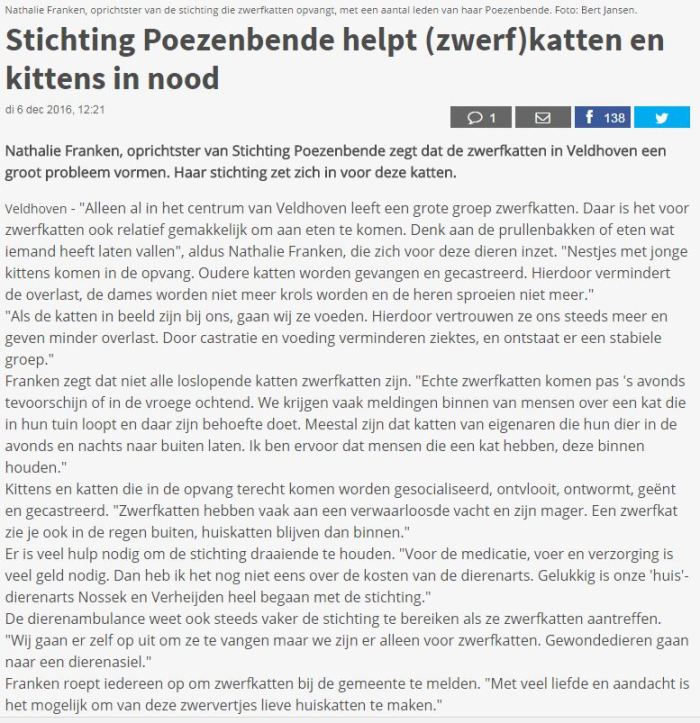 Nathalie Franken, oprichtster van de stichting die zwerfkatten opvangt, met een aantal leden van haar Poezenbende. Foto: Bert Jansen.
Stichting Poezenbende helpt (zwerf)katten en
kittens in nood
di 6 dec 2016, 12:21
1
138
Nathalie Franken, oprichtster van Stichting Poezenbende zegt dat de zwerfkatten in Veldhoven een
groot probleem vormen. Haar stichting zet zich in voor deze katten.
Veldhoven - "Alleen al in het centrum van Veldhoven leeft een grote groep zwerfkatten. Daar is het voor
zwerfkatten ook relatief gemakkelijk om aan eten te komen. Denk aan de prullenbakken of eten wat
iemand heeft laten vallen", aldus Nathalie Franken, die zich voor deze dieren inzet. "Nestjes met jonge
kittens komen in de opvang. Oudere katten worden gevangen en gecastreerd. Hierdoor vermindert
de overlast, de dames worden niet meer krols worden en de heren sproeien niet meer."
"Als de katten in beeld zijn bij ons, gaan wij ze voeden. Hierdoor vertrouwen ze ons steeds meer en
geven minder overlast. Door castratie en voeding verminderen ziektes, en ontstaat er een stabiele
groep."
Franken zegt dat niet alle loslopende katten zwerfkatten zijn. "Echte zwerfkatten komen pas 's avonds
tevoorschijn of in de vroege ochtend. We krijgen vaak meldingen binnen van mensen over een kat die
in hun tuin loopt en daar zijn behoefte doet. Meestal zijn dat katten van eigenaren die hun dier in de
avonds en nachts naar buiten laten. Ik ben ervoor dat mensen die een kat hebben, deze binnen
houden."
Kittens en katten die in de opvang terecht komen worden gesocialiseerd, ontvlooit, ontwormt, geënt
en gecastreerd. "Zwerfkatten hebben vaak aan een verwaarloosde vacht en zijn mager. Een zwerfkat
zie je ook in de regen buiten, huiskatten blijven dan binnen."
Er is veel hulp nodig om de stichting draaiende te houden. "Voor de medicatie, voer en verzorging is
veel geld nodig. Dan heb ik het nog niet eens over de kosten van de dierenarts. Gelukkig is onze 'huis'-
dierenarts Nossek en Verheijden heel begaan met de stichting."
De dierenambulance weet ook steeds vaker de stichting te bereiken als ze zwerfkatten aantreffen.
"Wij gaan er zelf op uit om ze te vangen maar we zijn er alleen voor zwerfkatten. Gewondedieren gaan
naar een dierenasiel."
Franken roept iedereen op om zwerfkatten bij de gemeente te melden. "Met veel liefde en aandacht is
het mogelijk om van deze zwervertjes lieve huiskatten te maken."